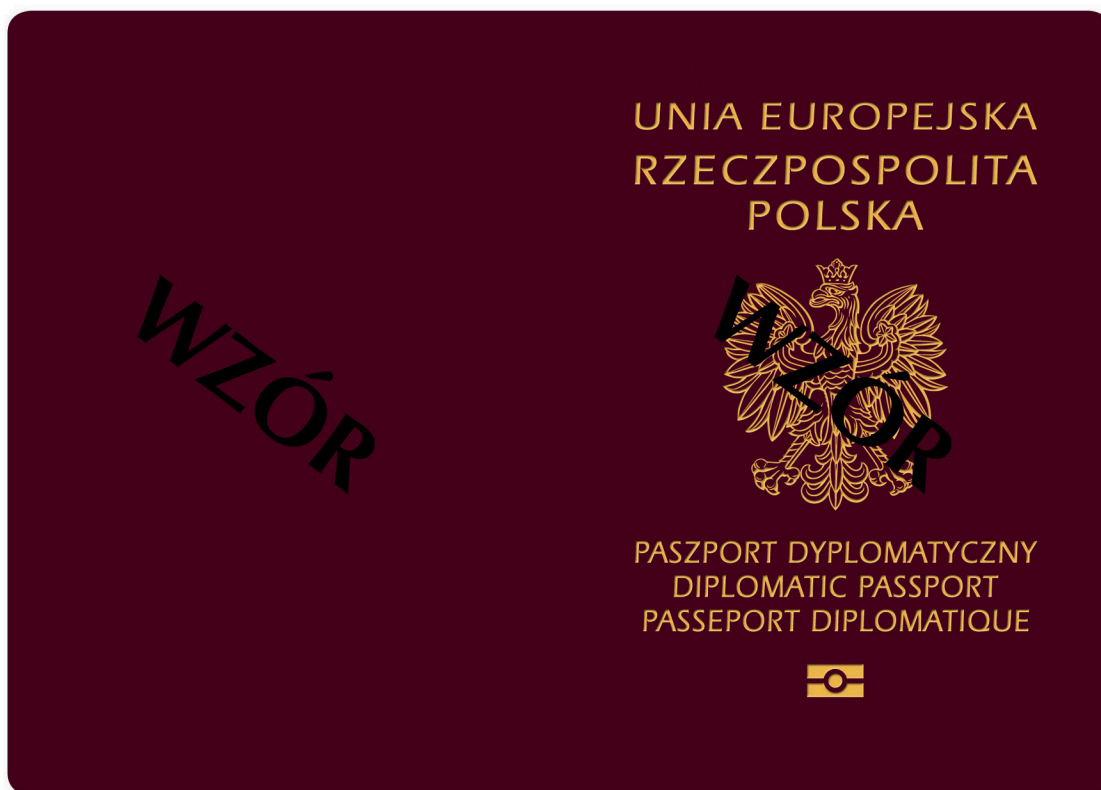 WZÓR
UNIA EUROPEJSKA
RZECZPOSPOLITA
POLSKA
WZÓR
PASZPORT DYPLOMATYCZNY
DIPLOMATIC PASSPORT
PASSEPORT DIPLOMATIQUE